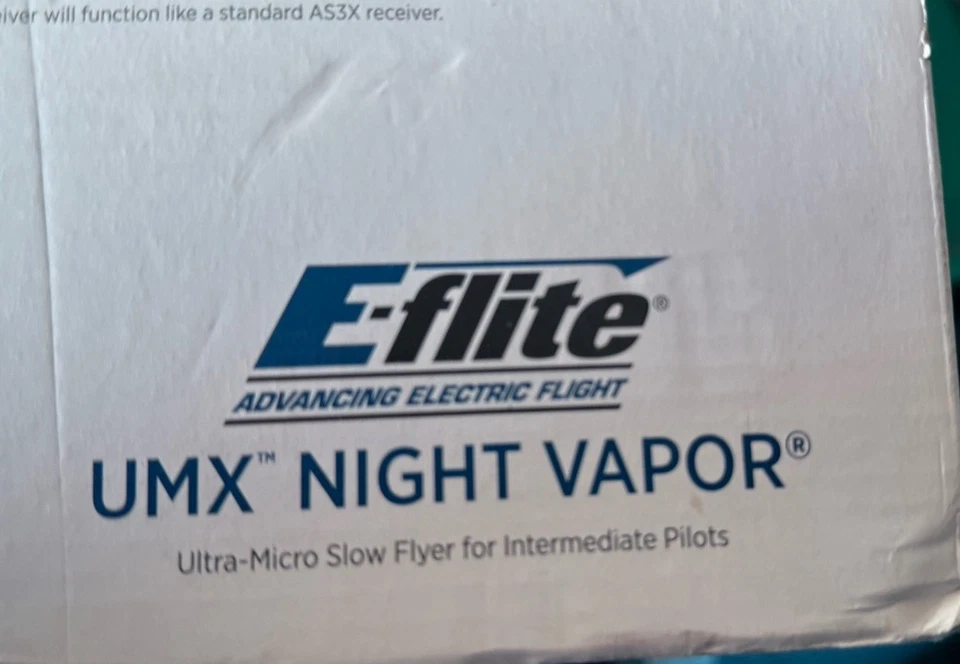 will function like a standard AS3X receiver.
E-flite®
ADVANCING ELECTRIC FLIGHT
UMX™ NIGHT VAPOR®
Ultra-Micro Slow Flyer for Intermediate Pilots